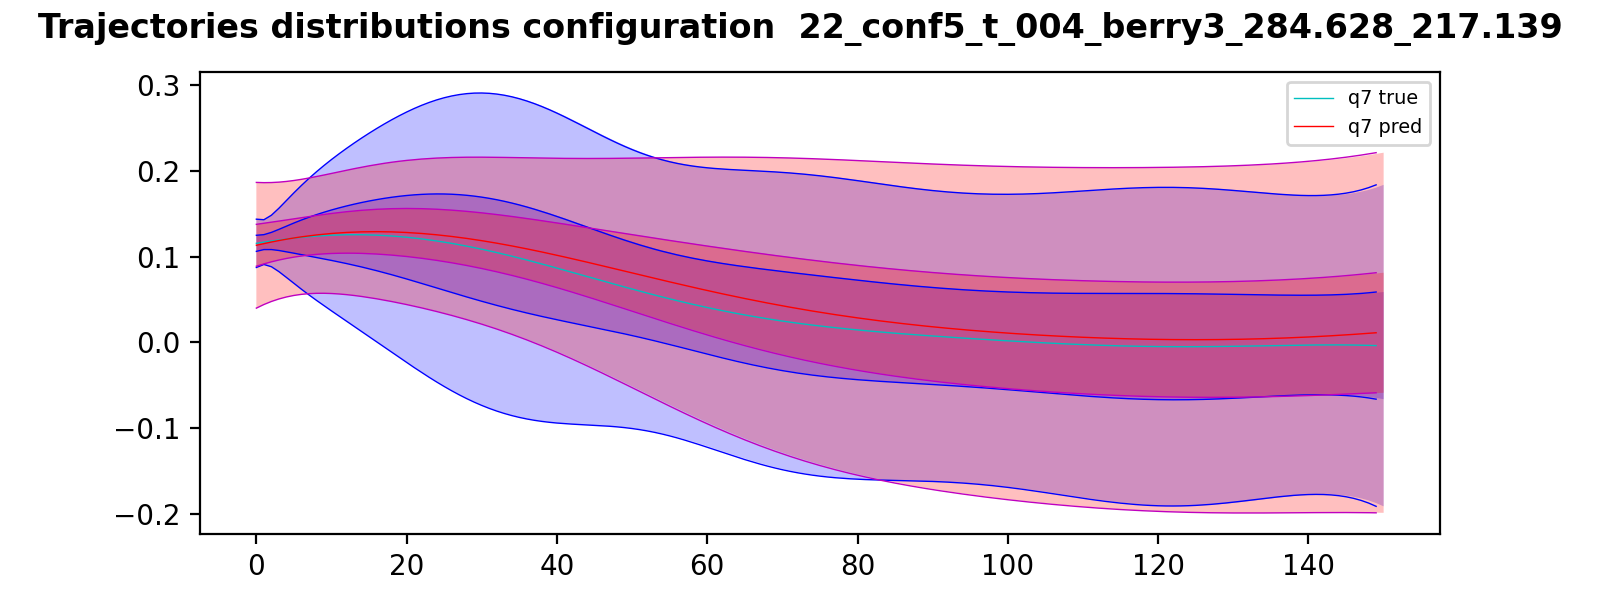 Trajectories distributions configuration  22_conf5_t_004_berry3_284.628_217.139
q7 true
q7 pred
0.3
0.2
0.1
0.0
−0.1
−0.2
0 20 40 60 80 100 120 140